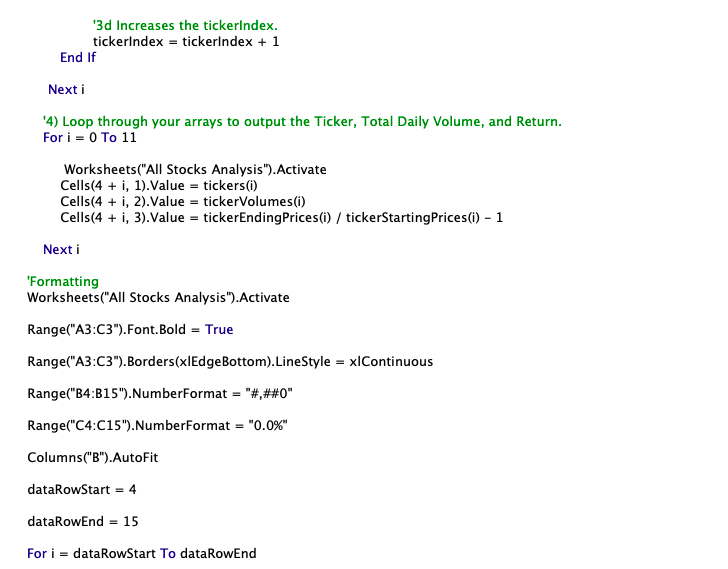 '3d Increases the tickerIndex.
tickerIndex = tickerIndex + 1
End If
Next i
'4) Loop through your arrays to output the Ticker, Total Daily Volume, and Return.
For i = 0 To 11
Worksheets("All Stocks Analysis").Activate
Cells(4 + i, 1).Value = tickers(i)
Cells(4 + i, 2).Value = tickerVolumes(i)
Cells(4 + i, 3).Value = tickerEndingPrices(i) / tickerStartingPrices(i) - 1
Next i
'Formatting
Worksheets("All Stocks Analysis").Activate
Range("A3:C3").Font.Bold = True
Range("A3:C3").Borders(xlEdgeBottom).LineStyle = xlContinuous
Range("B4:B15").NumberFormat = "#,##0"
Range("C4:C15").NumberFormat = "0.0%"
Columns("B").AutoFit
dataRowStart = 4
dataRowEnd = 15
For i = dataRowStart To dataRowEnd